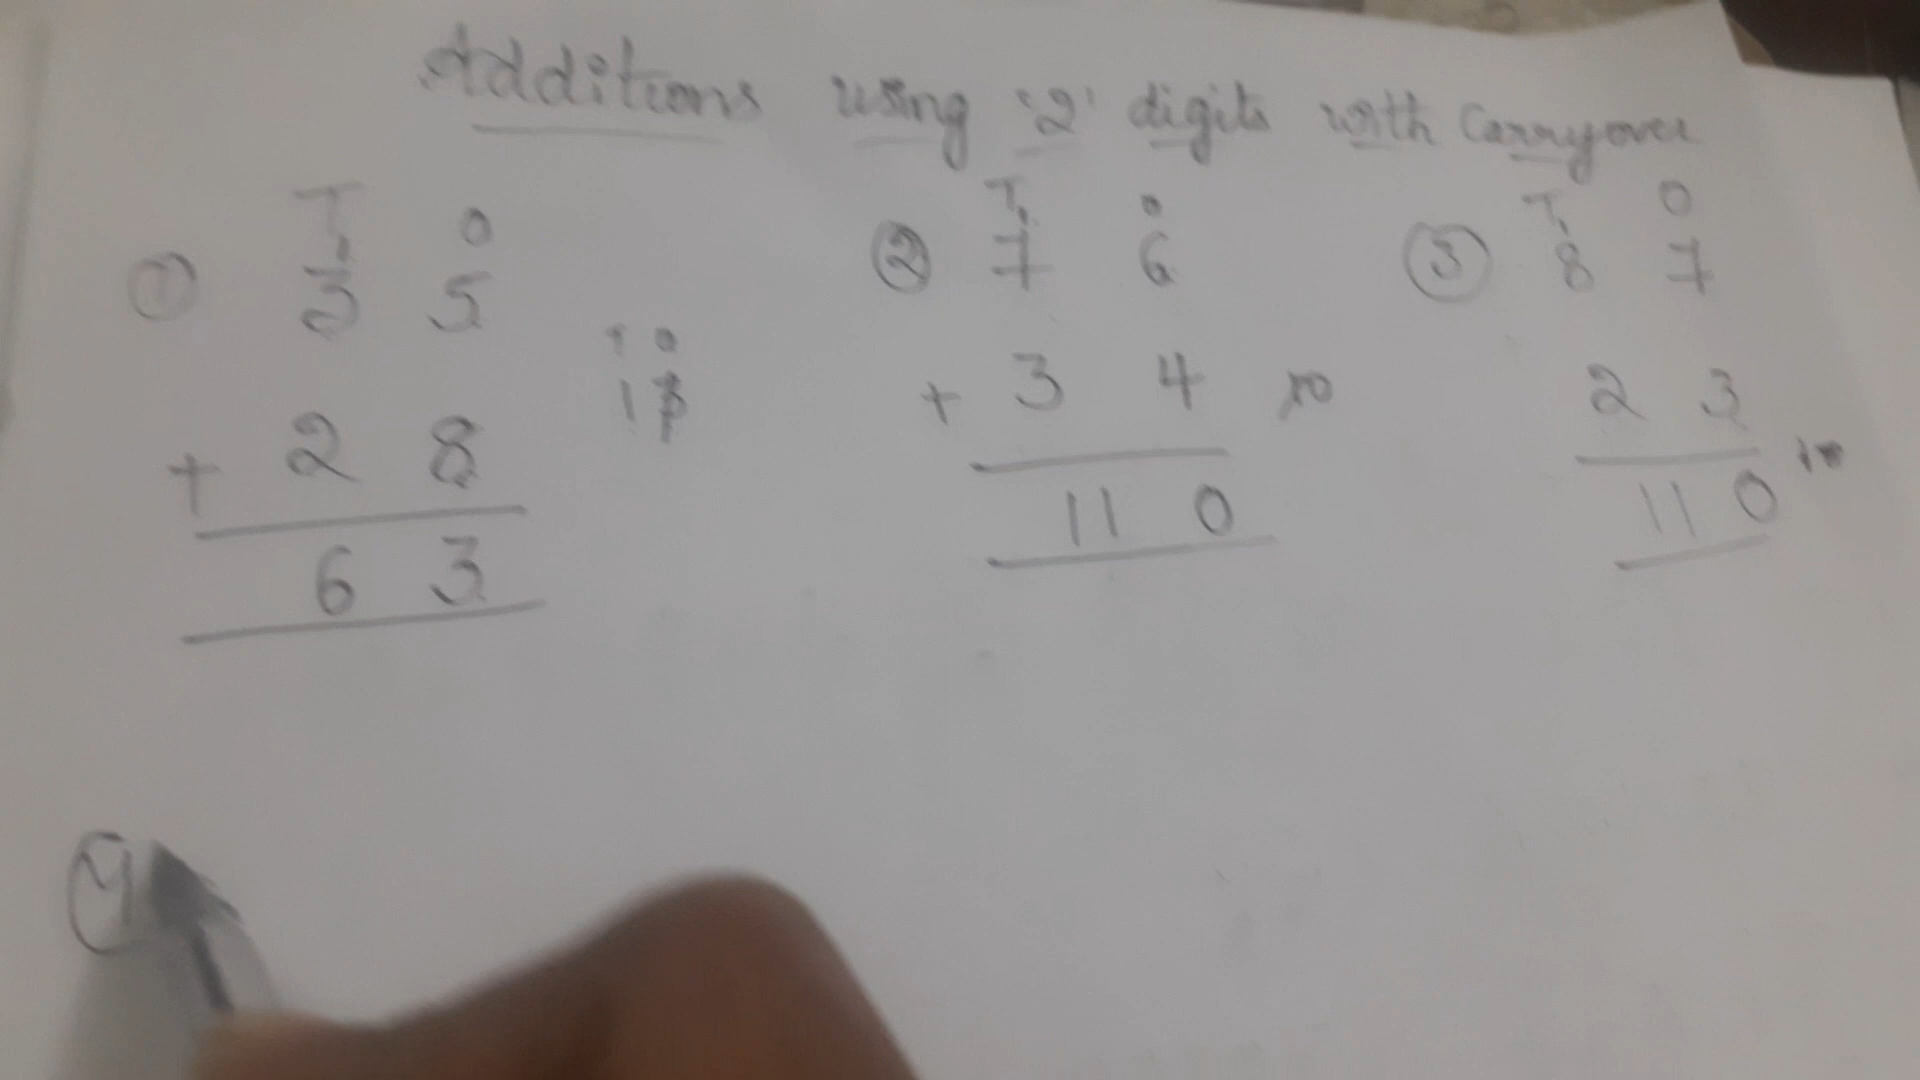 Additions using '2' digits with Carryover
T O
① 3 5
+ 2 8
6 3
T O
1 3
T O
② 7 6
+ 3 4
10
11 0
T O
③ 8 7
2 3
10
11 0
④